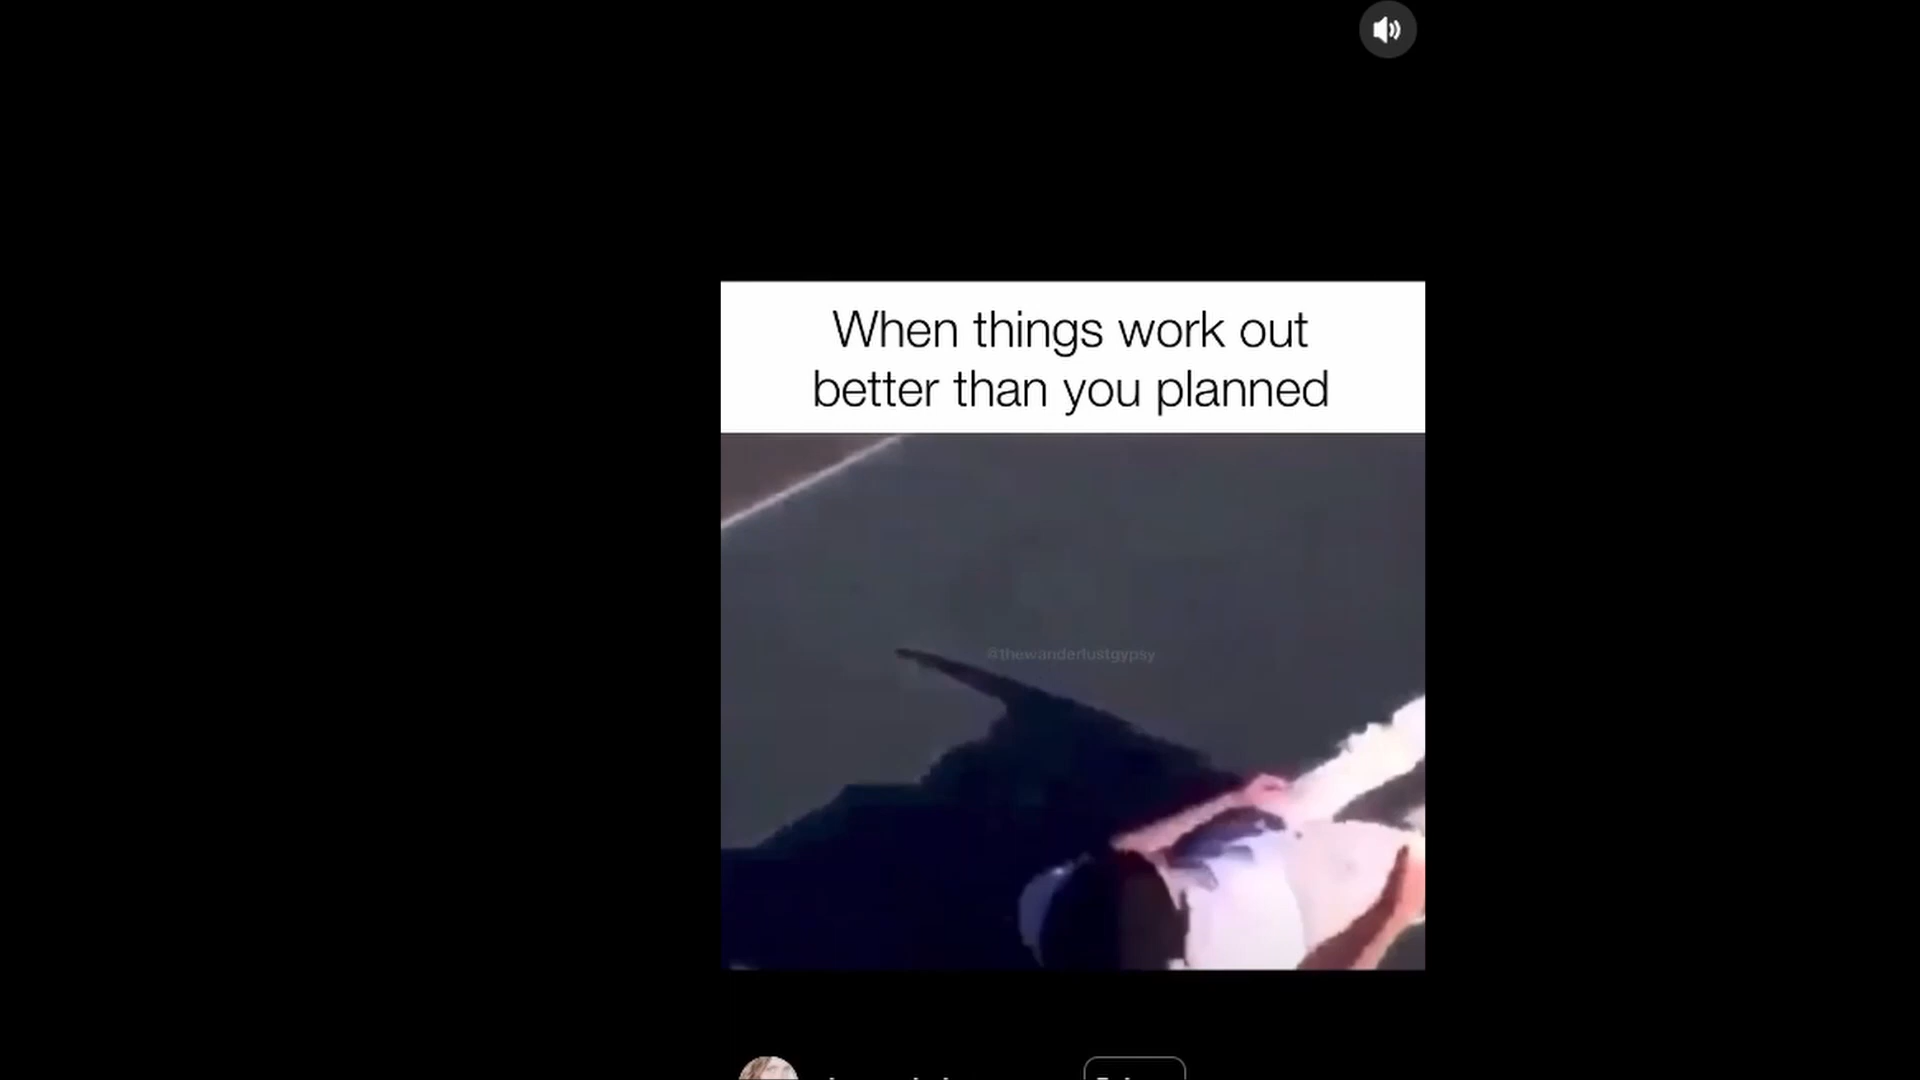 When things work out
better than you planned
@thewanderlustgypsy